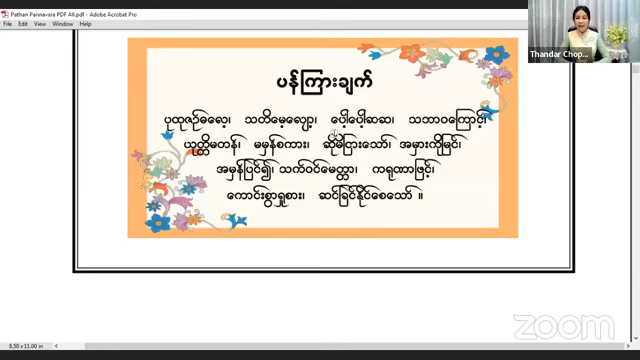 Pathan Pannavara PDF All.pdf - Adobe Acrobat Pro
File Edit View Window Help
Thandar Chop...
ပန်ကြားချက်
ပုထုဇဉ်ဓလေ့၊ သတိမေ့လျော့၊ ပေါ့ပေါ့ဆဆ၊ သဘာဝကြောင့်၊
ယုတ္တိမတန်၊ မမှန်စကား၊ ဆိုမိငြားသော်၊ အမှားကိုမြင်၊
အမှန်ပြင်၍၊ သက်ဝင်မေတ္တာ၊ ကရုဏာဖြင့်၊
ကောင်းစွာရှုစား၊ ဆင်ခြင်နိုင်စေသော် ။
zoom
8.50 x 11.00 in